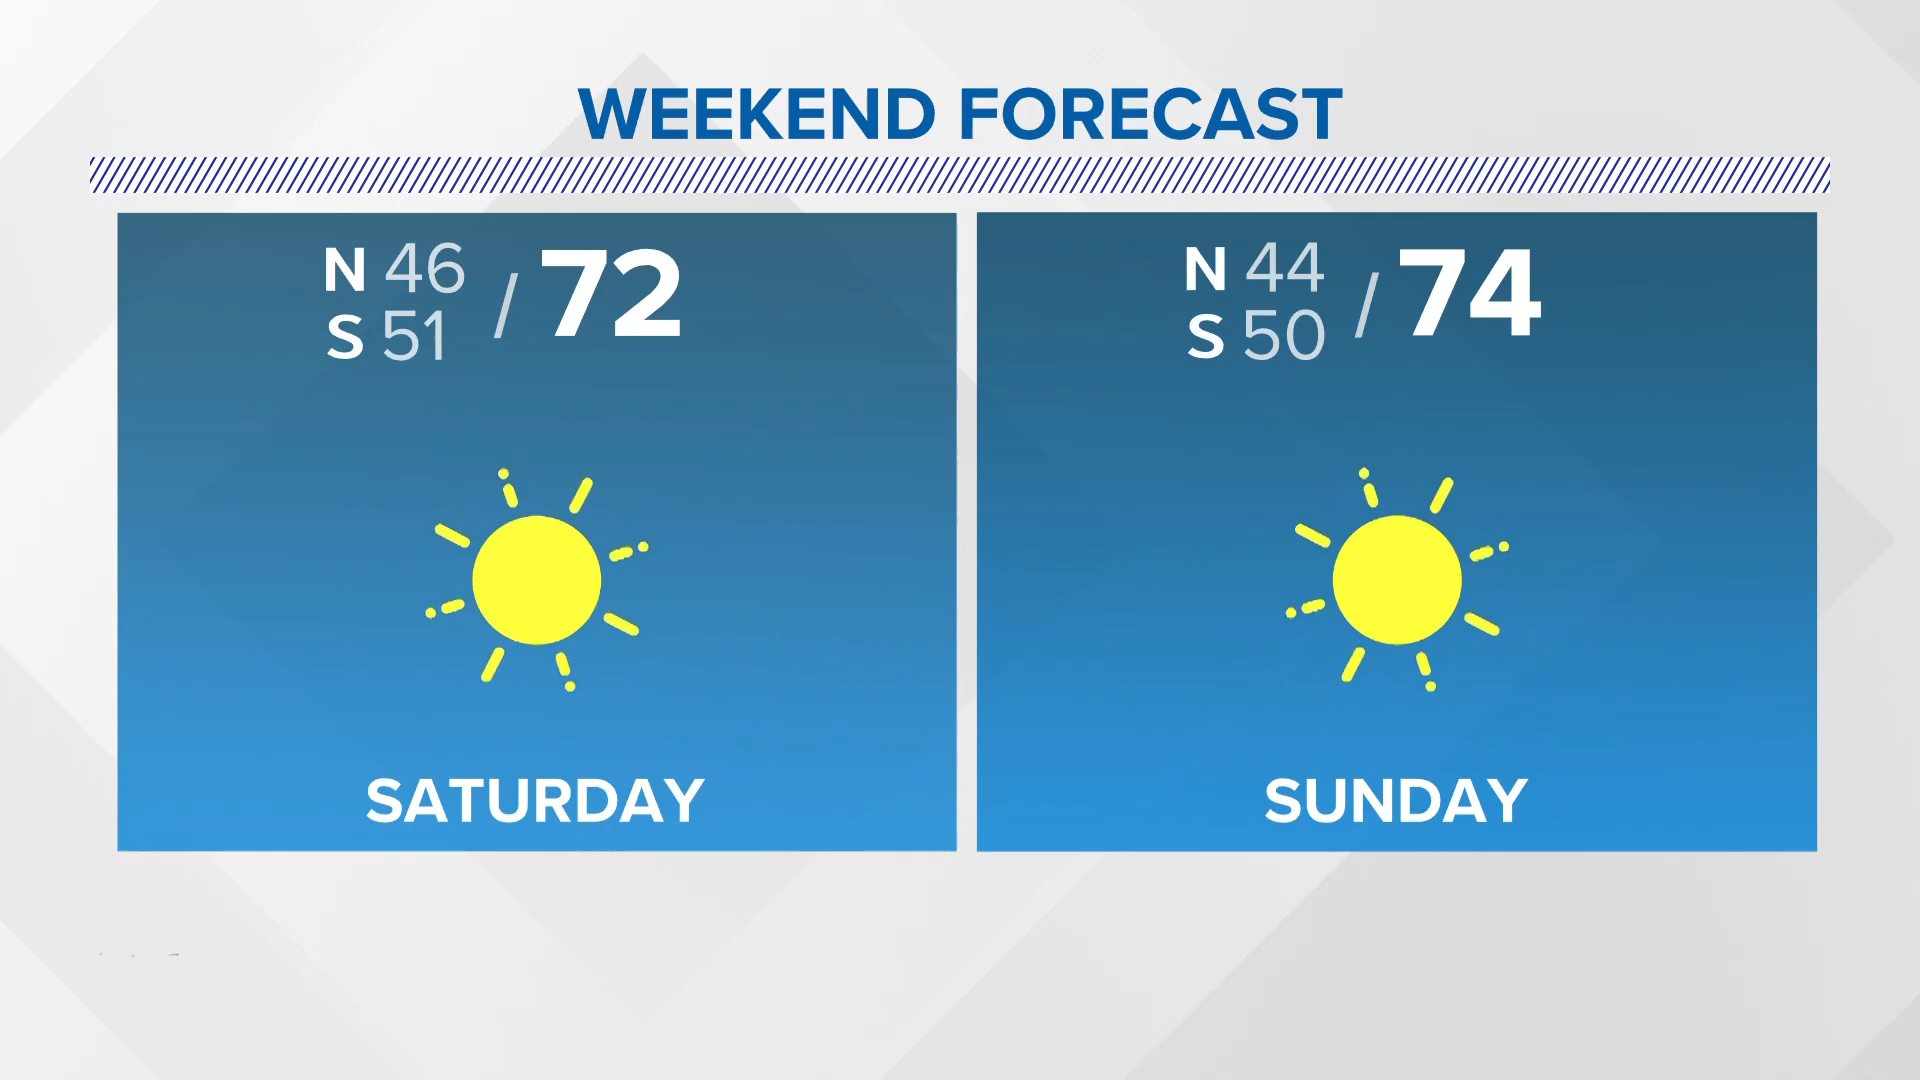 WEEKEND FORECAST
N 46
S 51
/ 72
SATURDAY
N 44
S 50
/ 74
SUNDAY